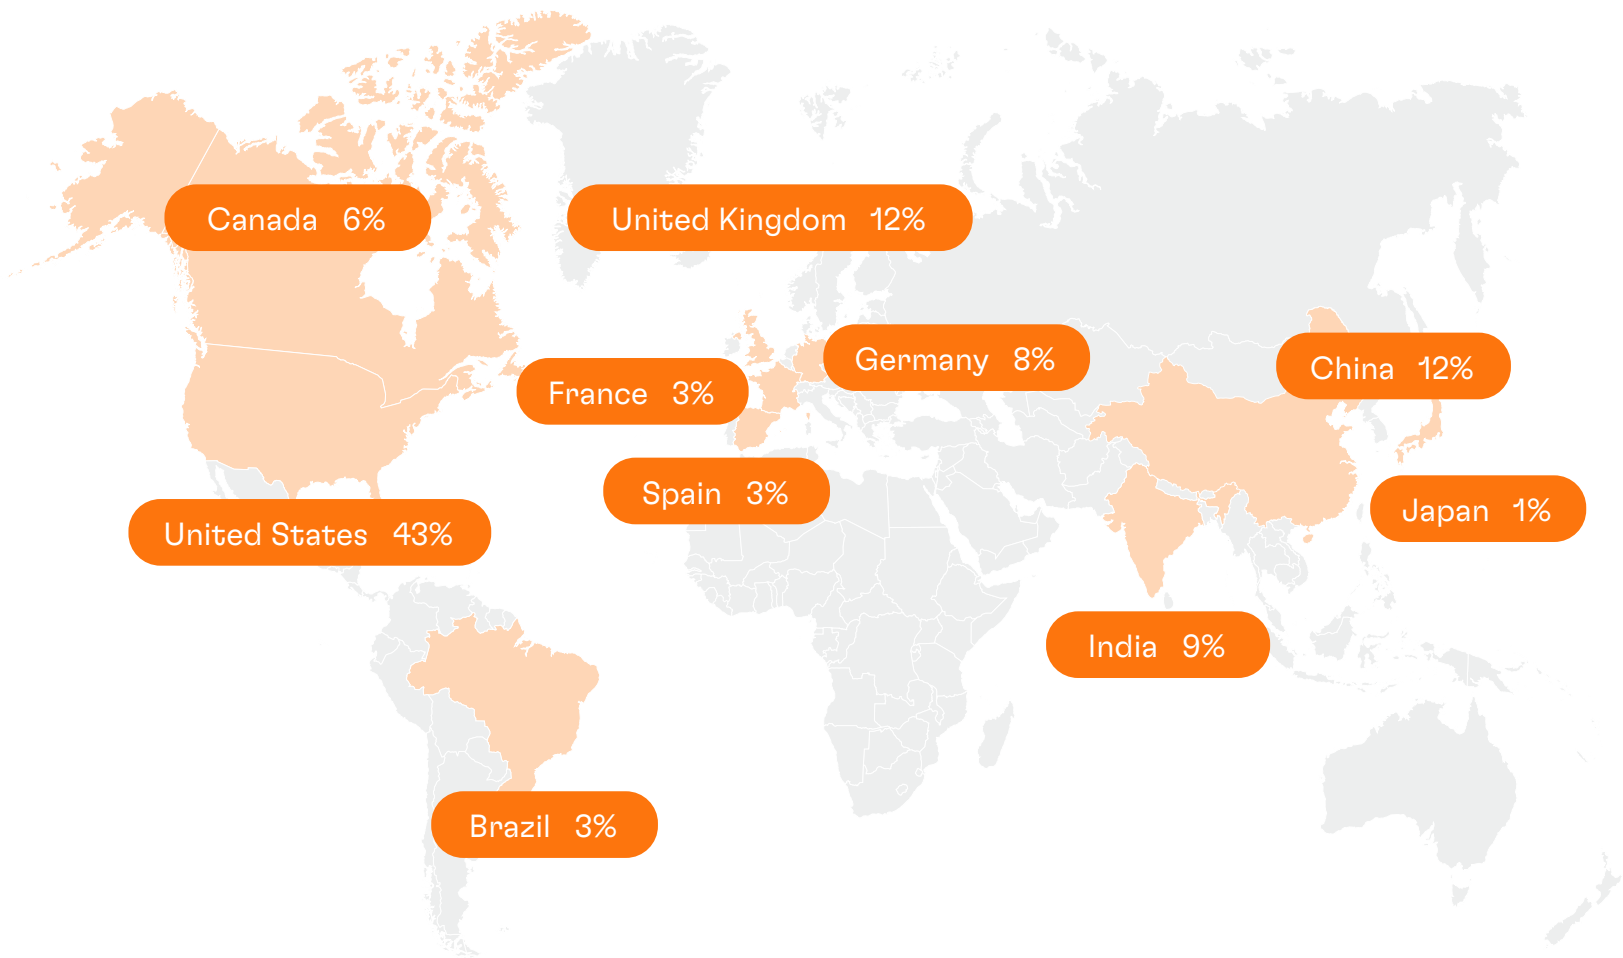 Canada 6%
United Kingdom 12%
Germany 8%
China 12%
France 3%
Spain 3%
Japan 1%
United States 43%
India 9%
Brazil 3%